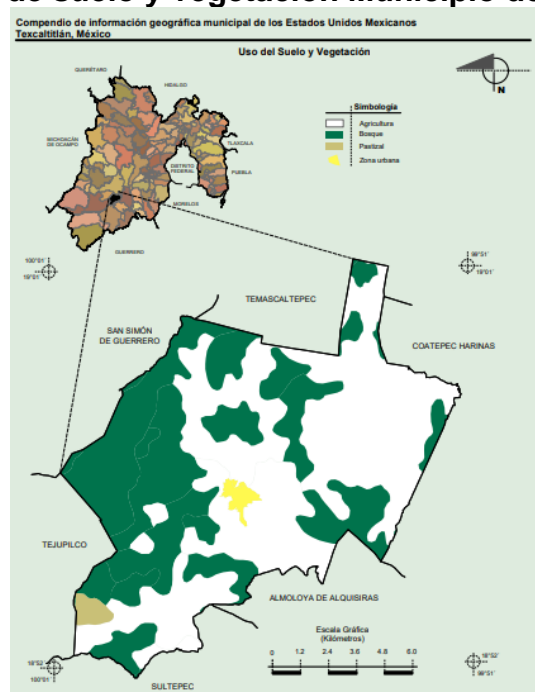 de Suelo y Vegetación Municipio de
Compendio de información geográfica municipal de los Estados Unidos Mexicanos
Texcaltitlán, México
Uso del Suelo y Vegetación
QUERÉTARO
HIDALGO
MICHOACÁN
DE OCAMPO
TLAXCALA
DISTRITO
FEDERAL
PUEBLA
MORELOS
GUERRERO
N
Simbología
Agricultura
Bosque
Pastizal
Zona urbana
100°01´
19°01´
98°51´
19°01´
TEMASCALTEPEC
SAN SIMÓN
DE GUERRERO
COATEPEC HARINAS
TEJUPILCO
ALMOLOYA DE ALQUISIRAS
SULTEPEC
Escala Gráfica
(Kilómetros)
0 1.2 2.4 3.6 4.8 6.0
18°52´
100°01´
18°52´
98°51´